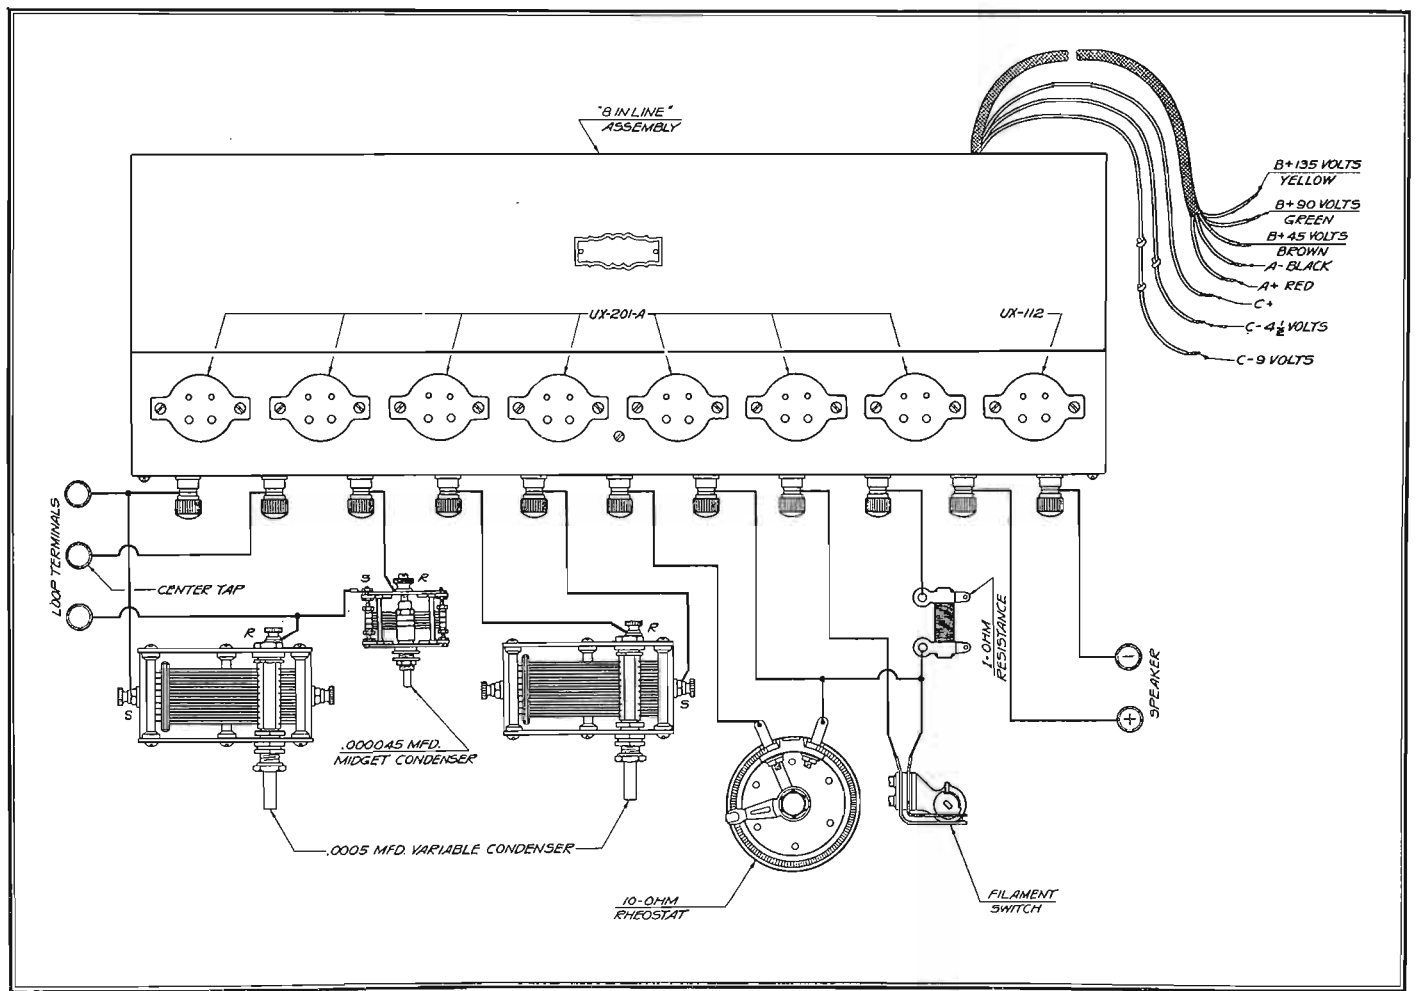 "8 IN LINE"
ASSEMBLY
B+135 VOLTS
YELLOW
B+90 VOLTS
GREEN
B+45 VOLTS
BROWN
A- BLACK
A+ RED
C+
C-4½ VOLTS
C-9 VOLTS
UX-201-A
UX-112
LOOP TERMINALS
CENTER TAP
S
R
R
R
S
S
1-OHM
RESISTANCE
SPEAKER
-
+
.000045 MFD.
MIDGET CONDENSER
.0005 MFD. VARIABLE CONDENSER
10-OHM
RHEOSTAT
FILAMENT
SWITCH